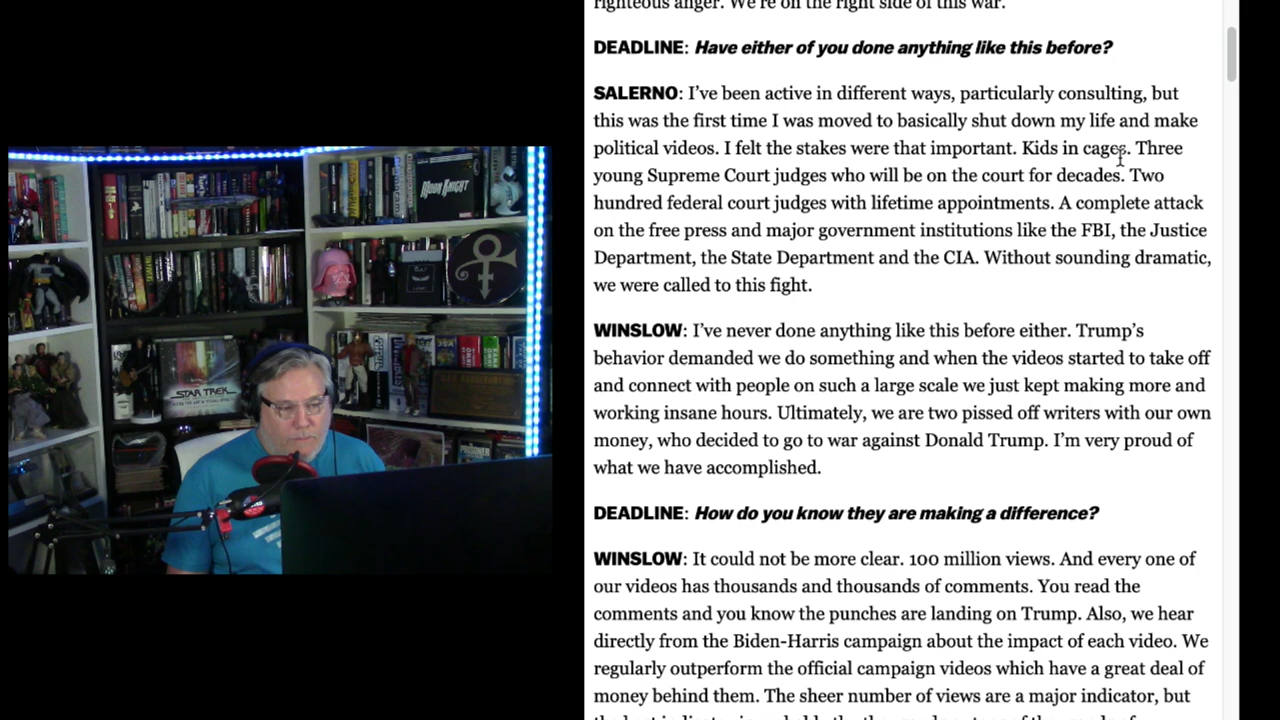 righteous anger. We're on the right side of this war.
DEADLINE: Have either of you done anything like this before?
SALERNO: I've been active in different ways, particularly consulting, but
this was the first time I was moved to basically shut down my life and make
political videos. I felt the stakes were that important. Kids in cages. Three
young Supreme Court judges who will be on the court for decades. Two
hundred federal court judges with lifetime appointments. A complete attack
on the free press and major government institutions like the FBI, the Justice
Department, the State Department and the CIA. Without sounding dramatic,
we were called to this fight.
WINSLOW: I've never done anything like this before either. Trump's
behavior demanded we do something and when the videos started to take off
and connect with people on such a large scale we just kept making more and
working insane hours. Ultimately, we are two pissed off writers with our own
money, who decided to go to war against Donald Trump. I'm very proud of
what we have accomplished.
DEADLINE: How do you know they are making a difference?
WINSLOW: It could not be more clear. 100 million views. And every one of
our videos has thousands and thousands of comments. You read the
comments and you know the punches are landing on Trump. Also, we hear
directly from the Biden-Harris campaign about the impact of each video. We
regularly outperform the official campaign videos which have a great deal of
money behind them. The sheer number of views are a major indicator, but
MOON KNIGHT
STAR TREK